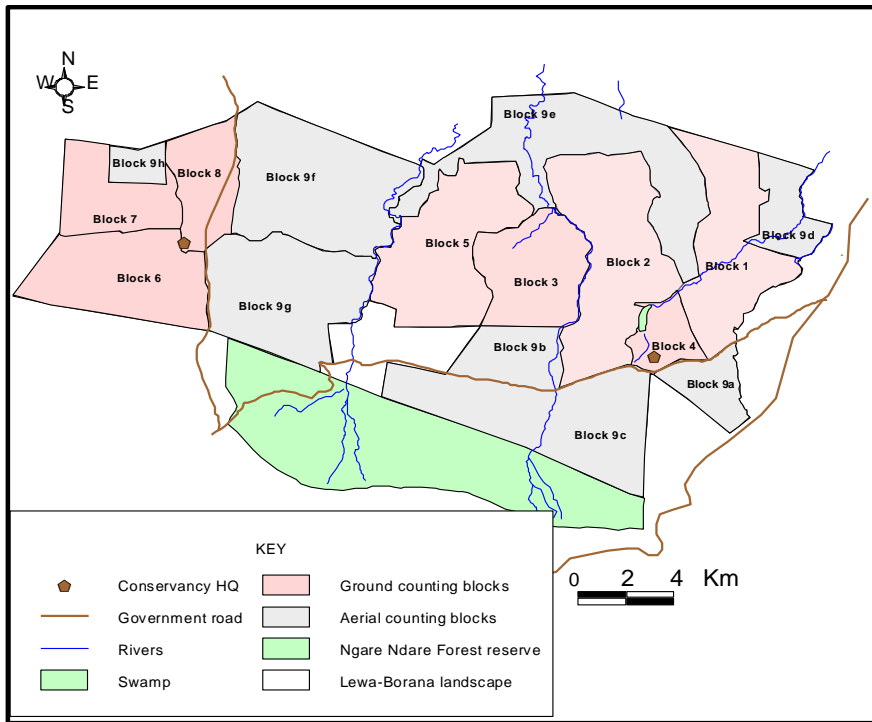 N
W E
S
Block 9e
Block 9h
Block 8
Block 9f
Block 7
Block 5
Block 9d
Block 2
Block 1
Block 6
Block 3
Block 9g
Block 9b
Block 4
Block 9a
Block 9c
KEY
Conservancy HQ
Ground counting blocks
Government road
Aerial counting blocks
Rivers
Ngare Ndare Forest reserve
Swamp
Lewa-Borana landscape
0 2 4 Km